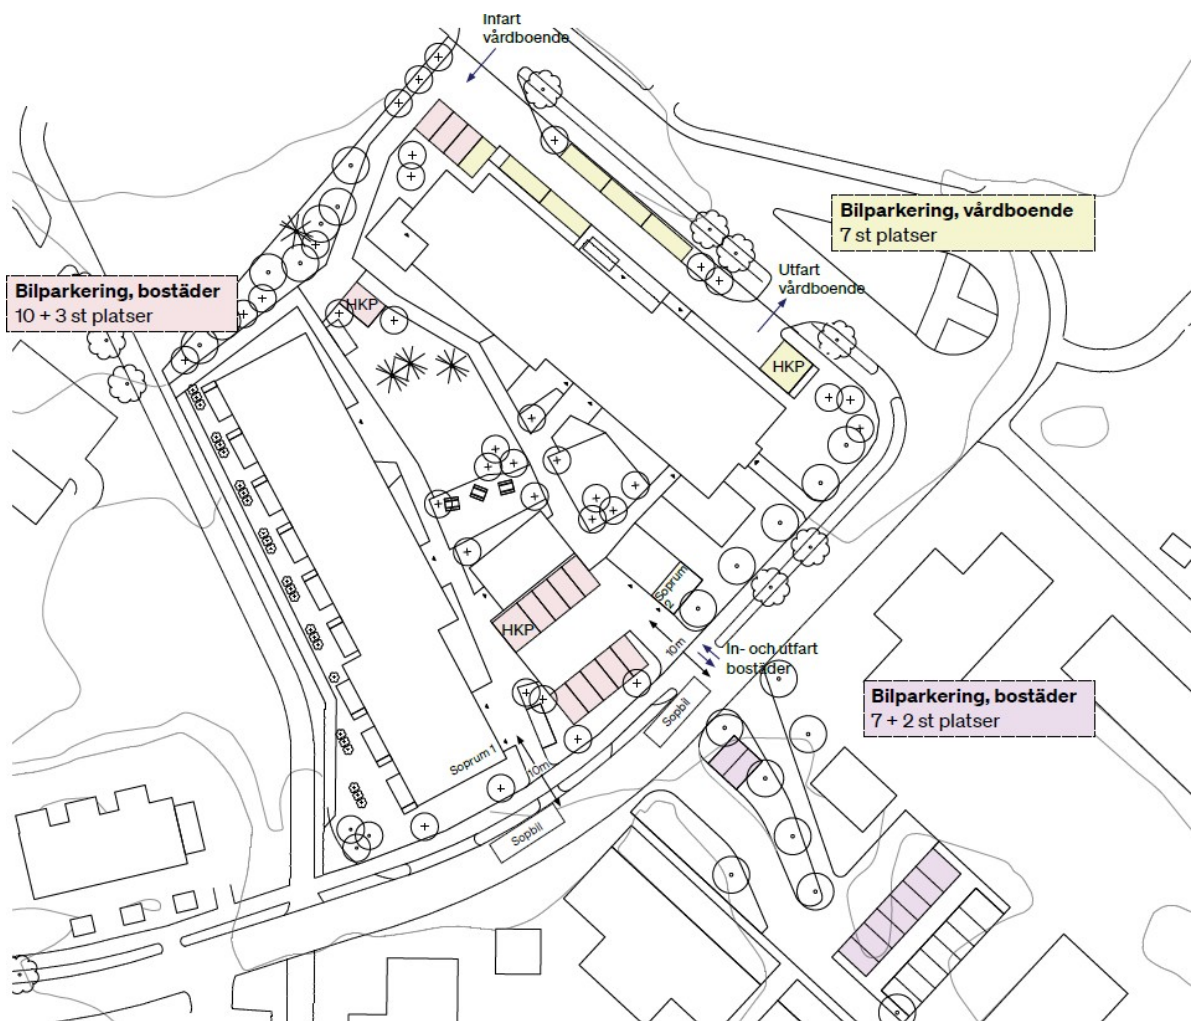 Infart
vårdboende
Bilparkering, vårdboende
7 st platser
Utfart
vårdboende
Bilparkering, bostäder
10 + 3 st platser
HKP
HKP
Soprum
2
HKP
10m
In- och utfart
bostäder
Bilparkering, bostäder
7 + 2 st platser
Sopbil
Soprum 1
10m
Sopbil